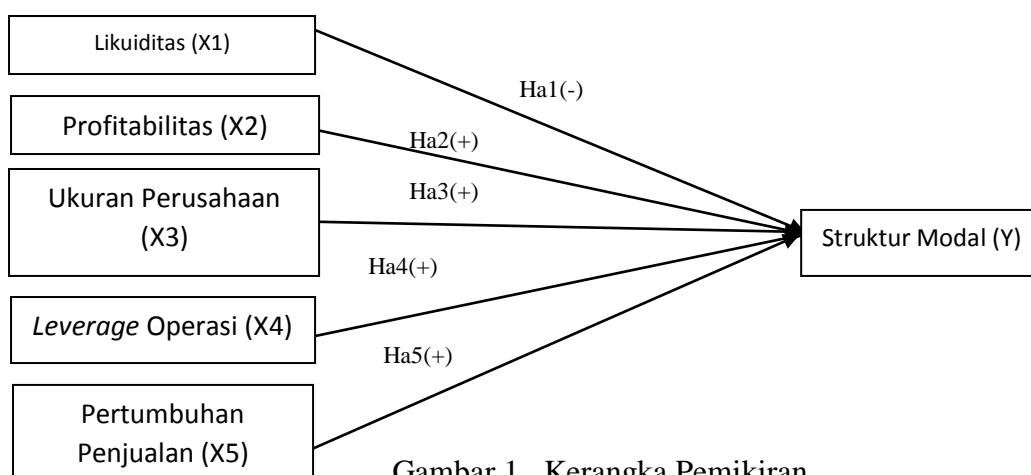 Likuiditas (X1)
Ha1(-)
Profitabilitas (X2)
Ha2(+)
Ukuran Perusahaan
(X3)
Ha3(+)
Struktur Modal (Y)
Ha4(+)
Leverage Operasi (X4)
Ha5(+)
Pertumbuhan
Penjualan (X5)
Gambar 1. Kerangka Pemikiran